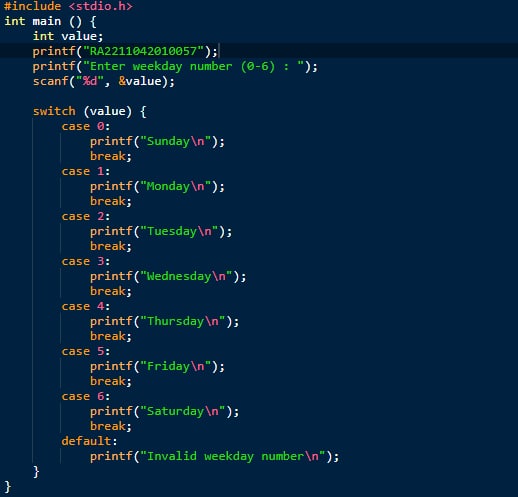 #include <stdio.h>
int main () {
    int value;
    printf("RA2211042010057");
    printf("Enter weekday number (0-6) : ");
    scanf("%d", &value);

    switch (value) {
        case 0:
            printf("Sunday\n");
            break;
        case 1:
            printf("Monday\n");
            break;
        case 2:
            printf("Tuesday\n");
            break;
        case 3:
            printf("Wednesday\n");
            break;
        case 4:
            printf("Thursday\n");
            break;
        case 5:
            printf("Friday\n");
            break;
        case 6:
            printf("Saturday\n");
            break;
        default:
            printf("Invalid weekday number\n");
    }
}